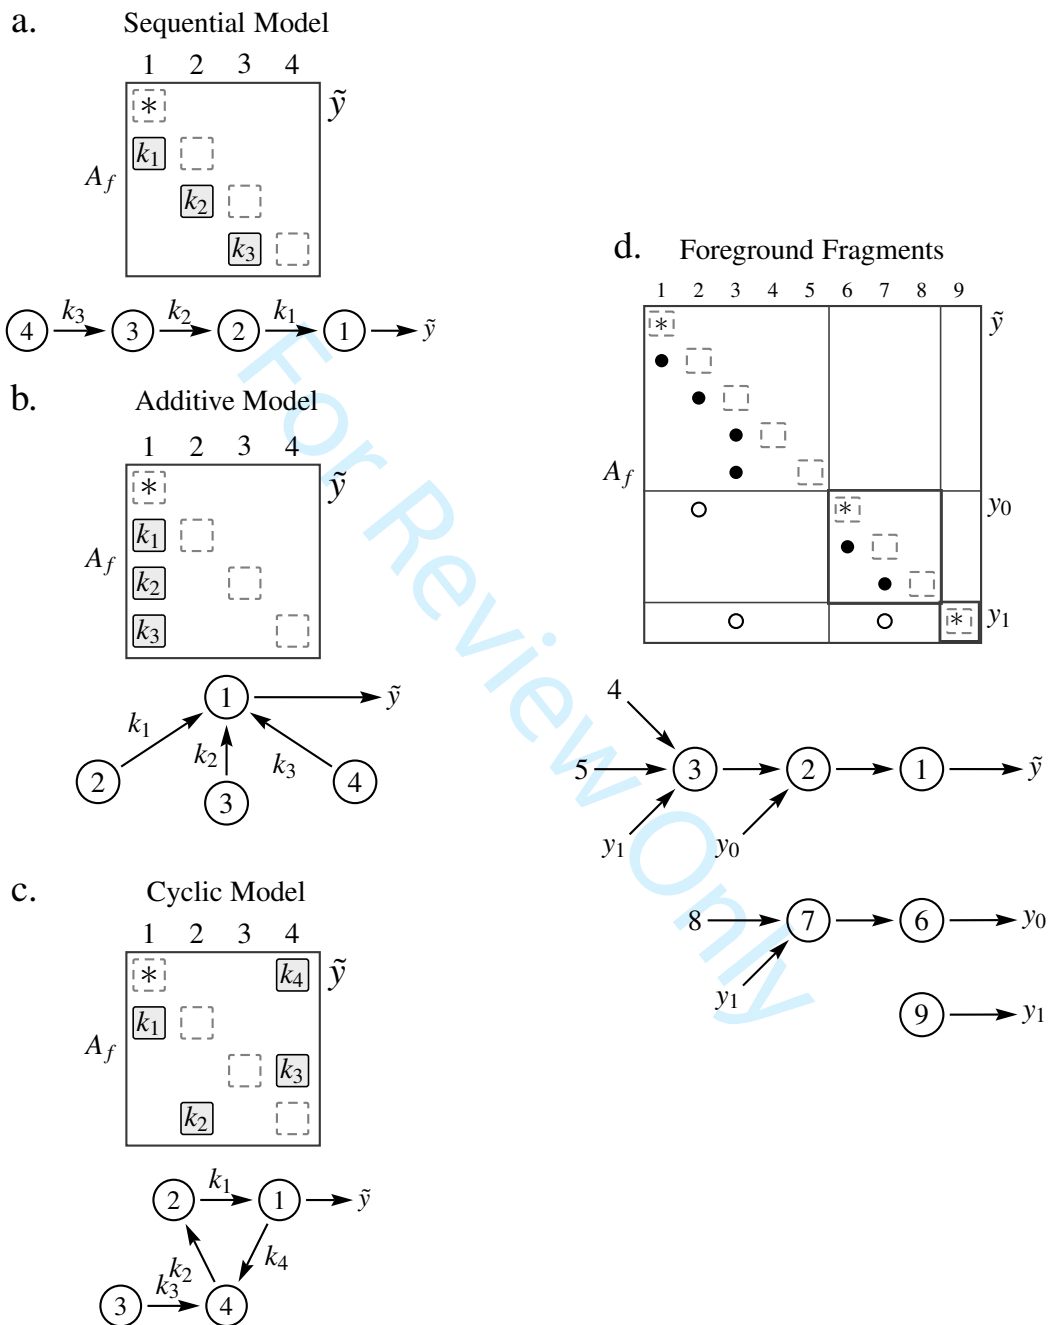 a. Sequential Model
1 2 3 4
* ỹ
k₁
A_f
k₂
k₃
4 k₃ 3 k₂ 2 k₁ 1 ỹ
b. Additive Model
1 2 3 4
* ỹ
k₁
A_f
k₂
k₃
1 ỹ
k₁ k₂ k₃
2 3 4
c. Cyclic Model
1 2 3 4
* k₄ ỹ
k₁
A_f
k₃
k₂
2 k₁ 1 ỹ
k₂ k₄
k₃
3 4
d. Foreground Fragments
1 2 3 4 5 6 7 8 9
* ỹ
A_f
* y₀
* y₁
4
5 3 2 1 ỹ
y₁ y₀
8 7 6 y₀
y₁
9 y₁
For Review Only